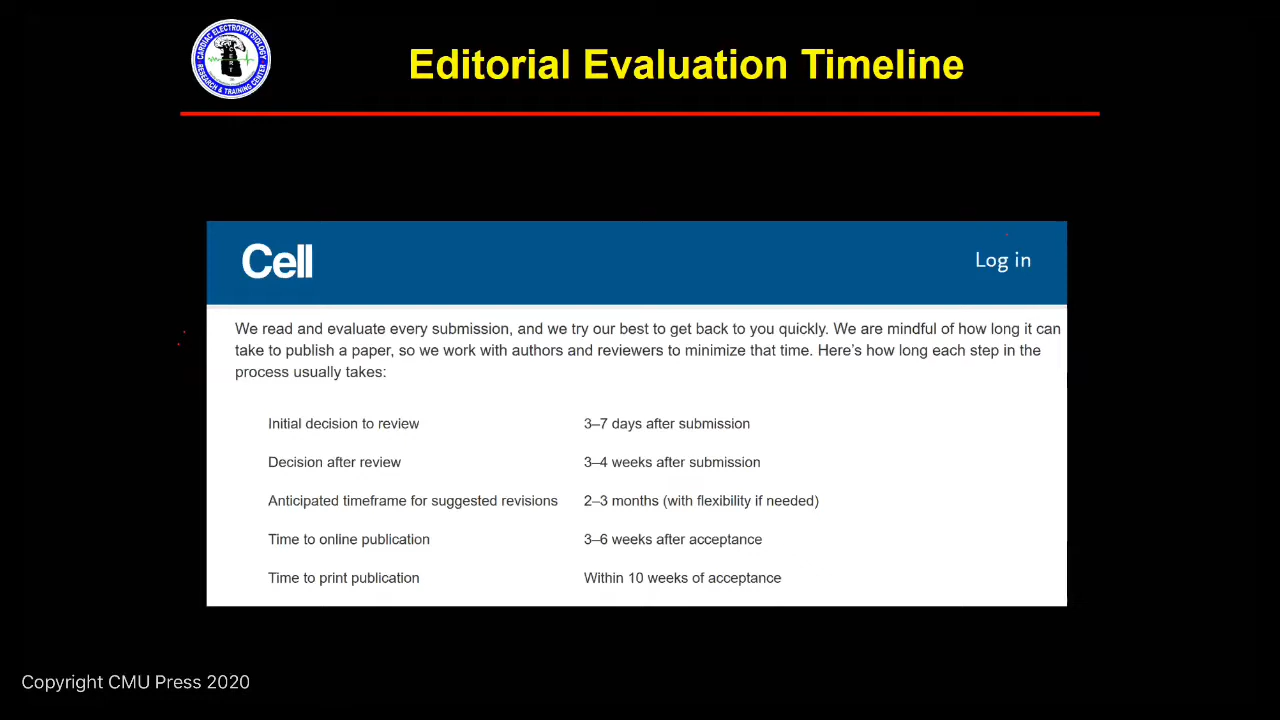 CARDIAC ELECTROPHYSIOLOGY
RESEARCH & TRAINING CENTER
Editorial Evaluation Timeline
Cell
Log in
We read and evaluate every submission, and we try our best to get back to you quickly. We are mindful of how long it can
take to publish a paper, so we work with authors and reviewers to minimize that time. Here’s how long each step in the
process usually takes:
Initial decision to review 3–7 days after submission
Decision after review 3–4 weeks after submission
Anticipated timeframe for suggested revisions 2–3 months (with flexibility if needed)
Time to online publication 3–6 weeks after acceptance
Time to print publication Within 10 weeks of acceptance
Copyright CMU Press 2020